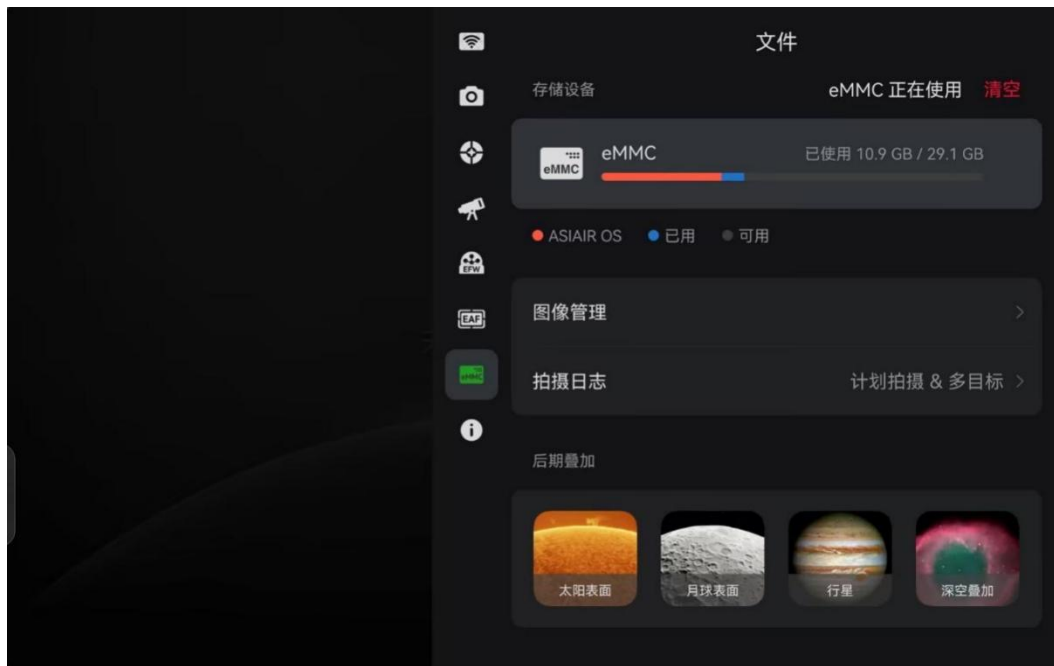 文件
存储设备
eMMC 正在使用 清空
eMMC
eMMC
已使用 10.9 GB / 29.1 GB
ASIAIR OS 已用 可用
EFW
EAF
图像管理
eMMC
拍摄日志
计划拍摄 & 多目标
后期叠加
太阳表面
月球表面
行星
深空叠加